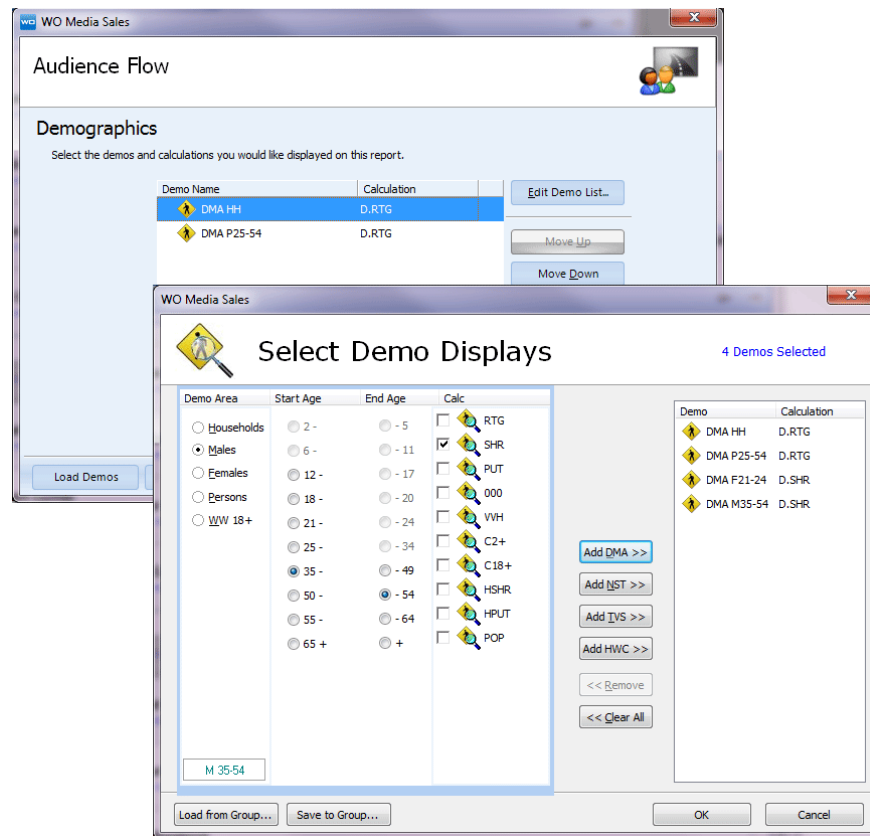 WO WO Media Sales
Audience Flow
Demographics
Select the demos and calculations you would like displayed on this report.
Demo Name Calculation
DMA HH D.RTG
DMA P25-54 D.RTG
Edit Demo List...
Move Up
Move Down
Load Demos
WO Media Sales
Select Demo Displays
4 Demos Selected
Demo Area Start Age End Age Calc
Households 2 - - 5 RTG
Males 6 - - 11 SHR
Females 12 - - 17 PUT
Persons 18 - - 20 000
WW 18+ 21 - - 24 VVH
25 - - 34 C2+
35 - - 49 C18+
50 - - 54 HSHR
55 - - 64 HPUT
65 + + POP
M 35-54
Add DMA >>
Add NST >>
Add TVS >>
Add HWC >>
<< Remove
<< Clear All
Demo Calculation
DMA HH D.RTG
DMA P25-54 D.RTG
DMA F21-24 D.SHR
DMA M35-54 D.SHR
Load from Group... Save to Group... OK Cancel